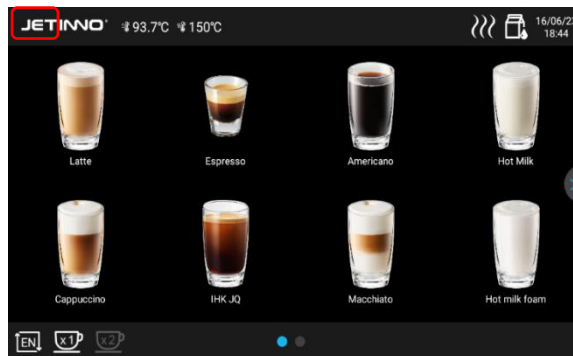 JETINNO 93.7℃ 150℃ 16/06/2
18:44
Latte Espresso Americano Hot Milk
Cappuccino IHK JQ Macchiato Hot milk foam
EN x1 x2